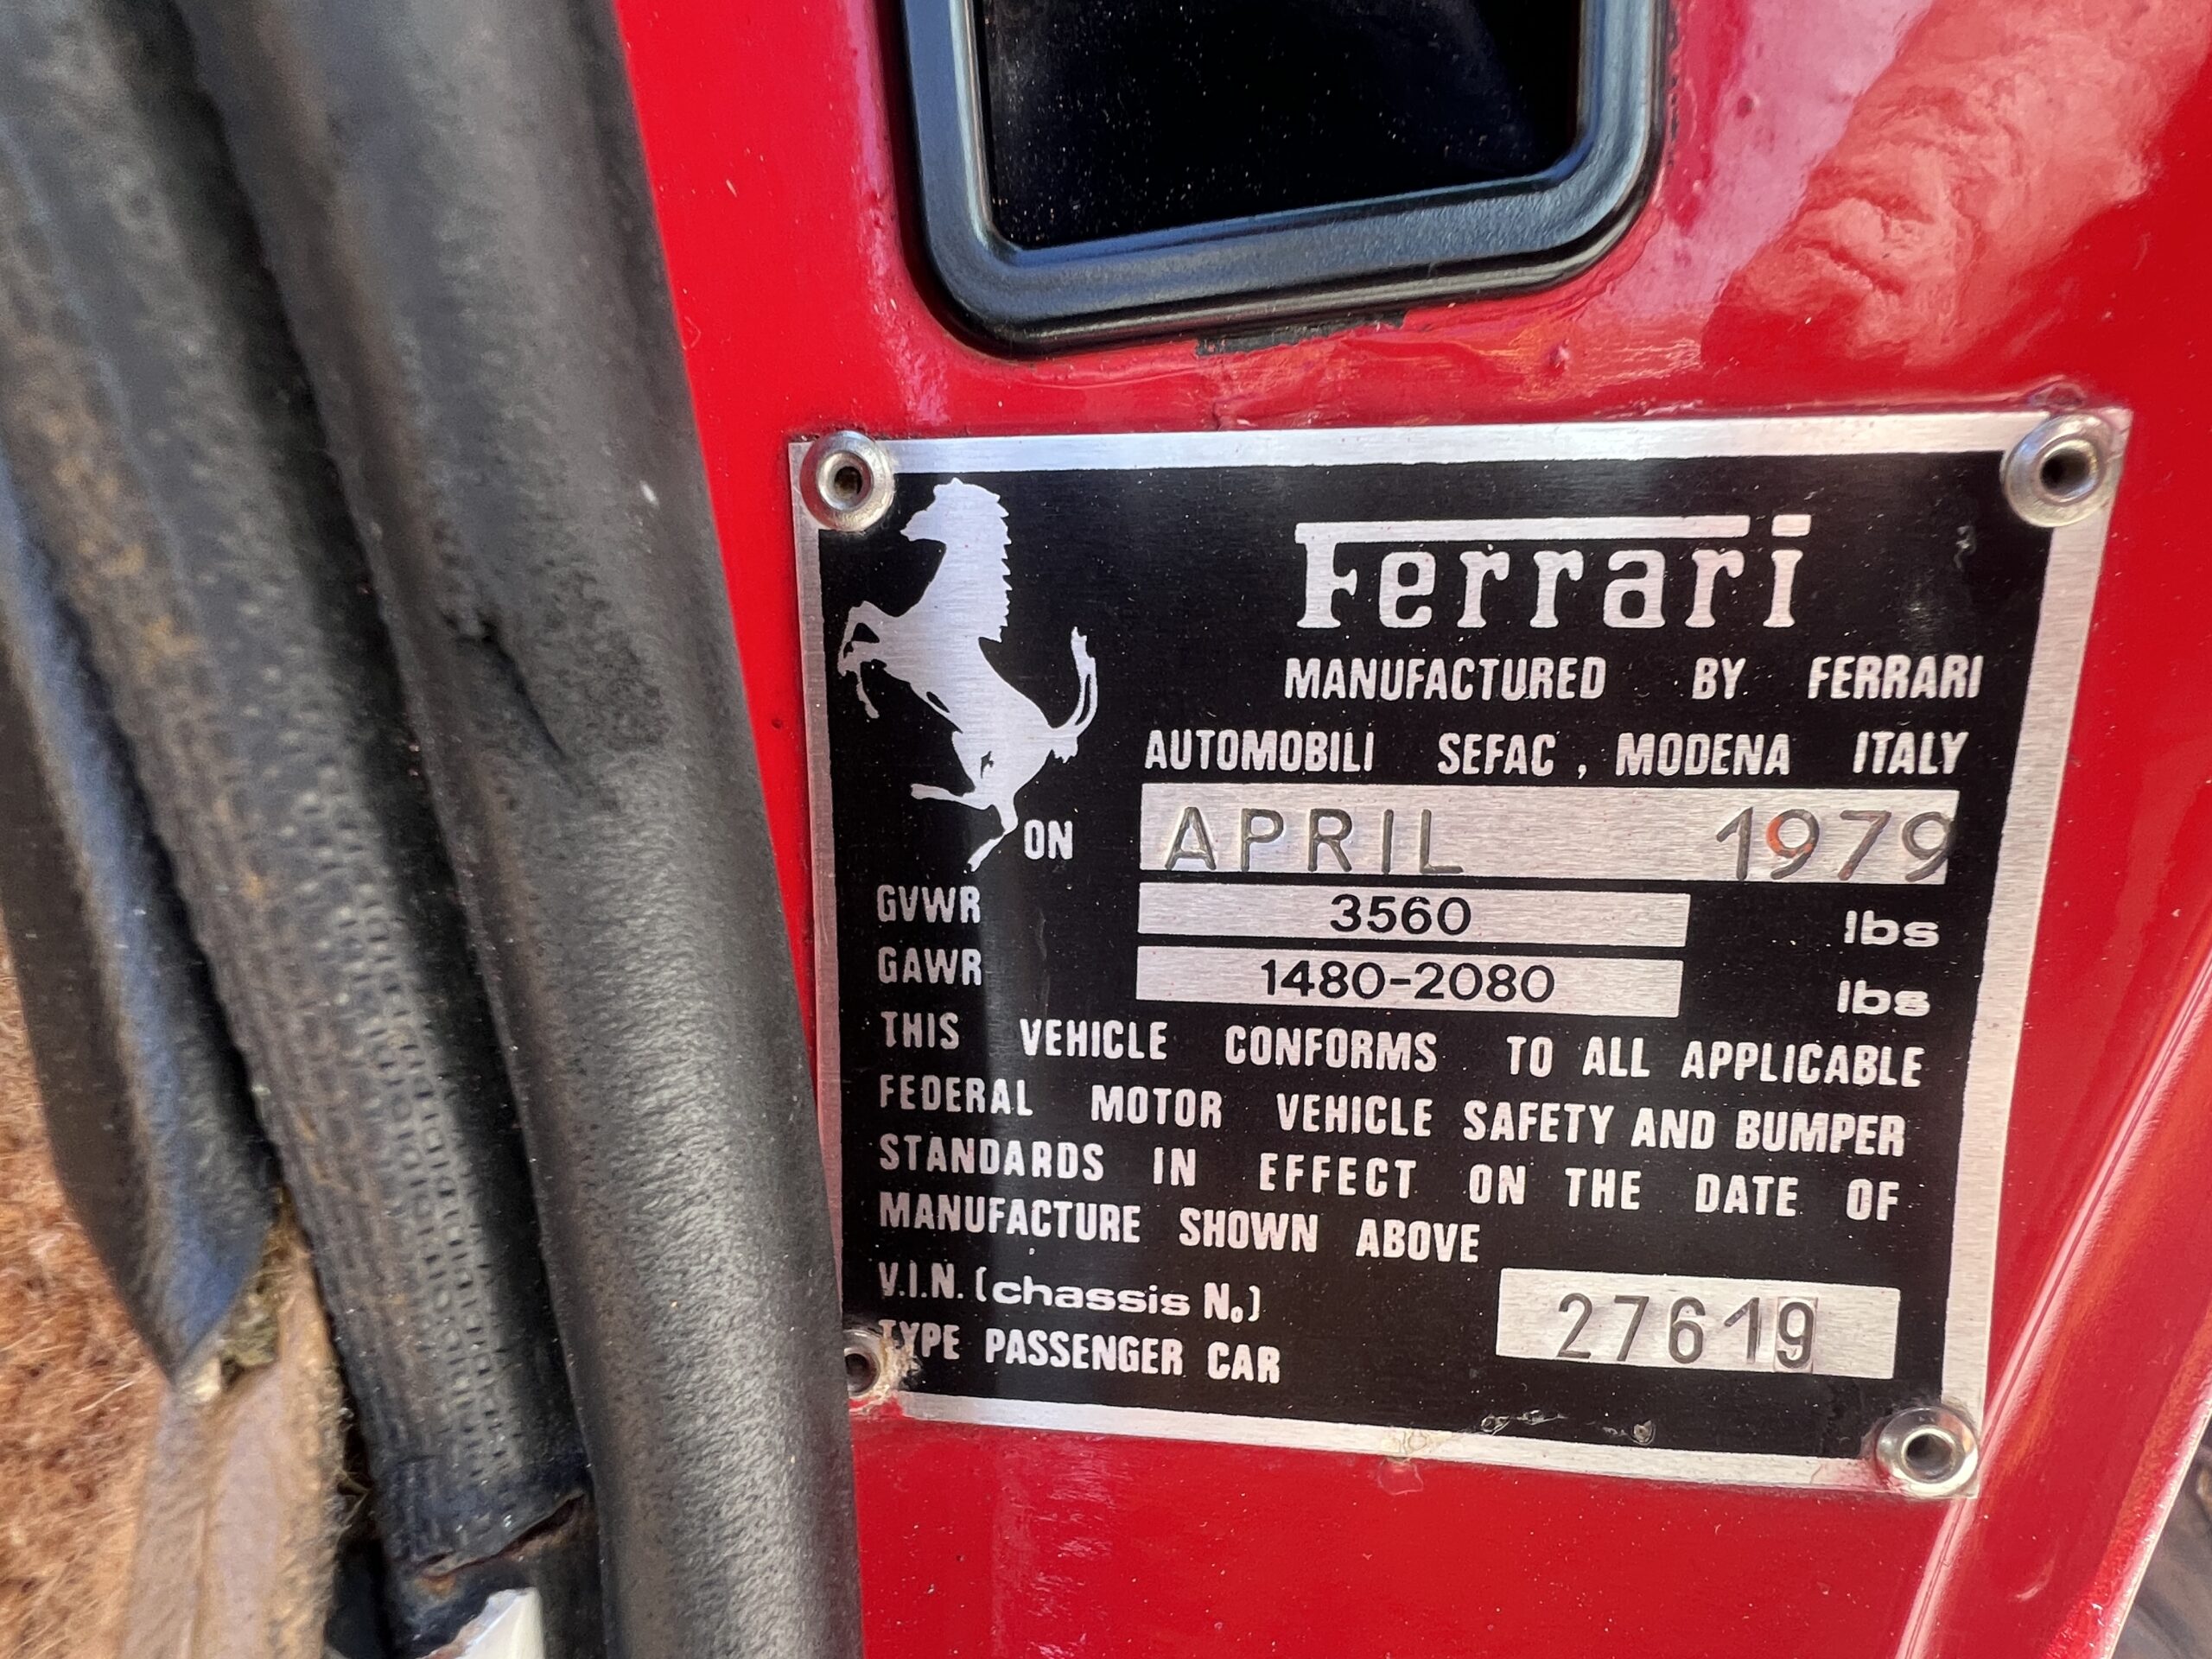 Ferrari
MANUFACTURED BY FERRARI
AUTOMOBILI SEFAC, MODENA ITALY
ON APRIL 1979
GVWR 3560 lbs
GAWR 1480-2080 lbs
THIS VEHICLE CONFORMS TO ALL APPLICABLE
FEDERAL MOTOR VEHICLE SAFETY AND BUMPER
STANDARDS IN EFFECT ON THE DATE OF
MANUFACTURE SHOWN ABOVE
V.I.N. (chassis No) 27619
TYPE PASSENGER CAR